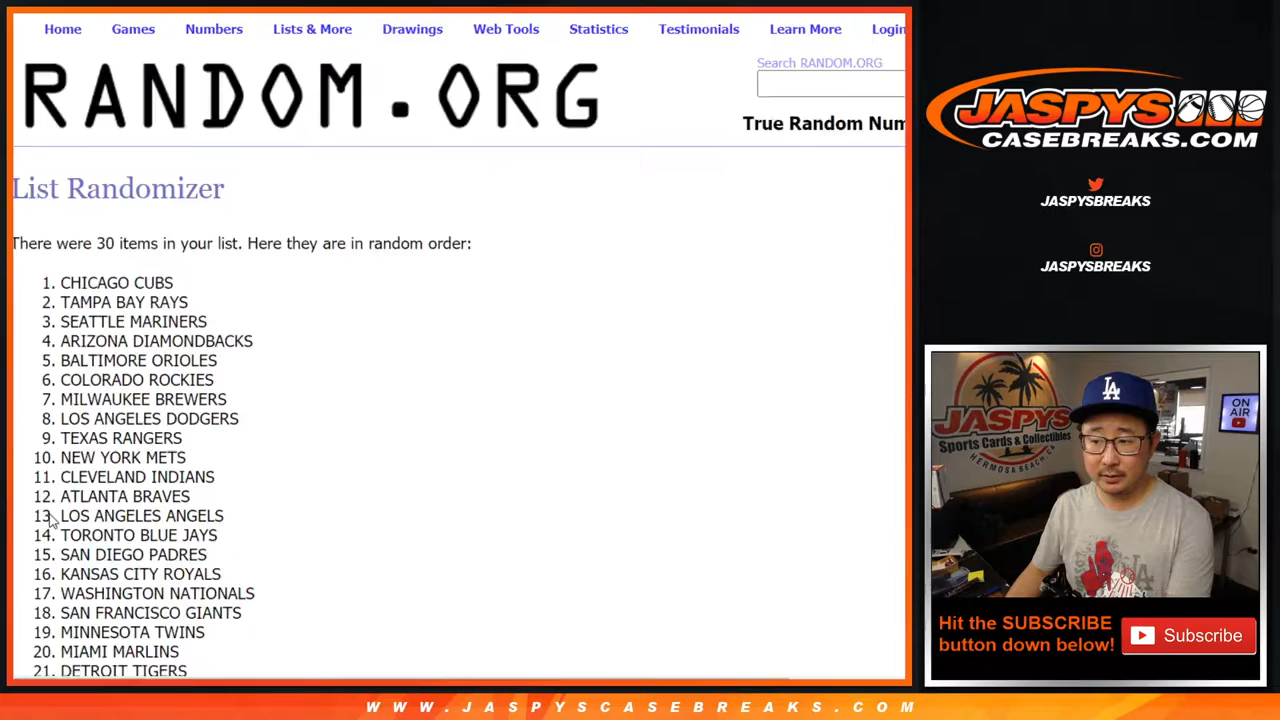 Home Games Numbers Lists & More Drawings Web Tools Statistics Testimonials Learn More Login
Search RANDOM.ORG
RANDOM.ORG
True Random Num
List Randomizer
There were 30 items in your list. Here they are in random order:
1. CHICAGO CUBS
2. TAMPA BAY RAYS
3. SEATTLE MARINERS
4. ARIZONA DIAMONDBACKS
5. BALTIMORE ORIOLES
6. COLORADO ROCKIES
7. MILWAUKEE BREWERS
8. LOS ANGELES DODGERS
9. TEXAS RANGERS
10. NEW YORK METS
11. CLEVELAND INDIANS
12. ATLANTA BRAVES
13. LOS ANGELES ANGELS
14. TORONTO BLUE JAYS
15. SAN DIEGO PADRES
16. KANSAS CITY ROYALS
17. WASHINGTON NATIONALS
18. SAN FRANCISCO GIANTS
19. MINNESOTA TWINS
20. MIAMI MARLINS
21. DETROIT TIGERS
JASPYS
CASEBREAKS.COM
JASPYSBREAKS
JASPYSBREAKS
JASPYS
Sports Cards & Collectibles
HERMOSA BEACH, CA
LA
ON
AIR
Hit the SUBSCRIBE
button down below!
Subscribe
WWW.JASPYSCASEBREAKS.COM